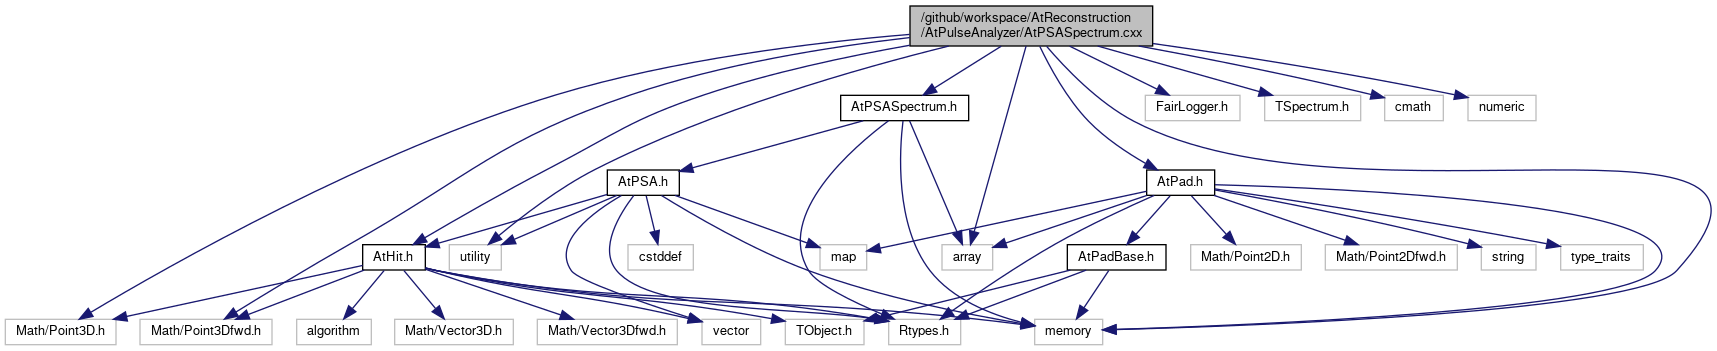 /github/workspace/AtReconstruction
/AtPulseAnalyzer/AtPSASpectrum.cxx
AtPSASpectrum.h
FairLogger.h
TSpectrum.h
cmath
numeric
AtPSA.h
AtPad.h
AtHit.h
utility
cstddef
map
array
AtPadBase.h
Math/Point2D.h
Math/Point2Dfwd.h
string
type_traits
Math/Point3D.h
Math/Point3Dfwd.h
algorithm
Math/Vector3D.h
Math/Vector3Dfwd.h
vector
TObject.h
Rtypes.h
memory